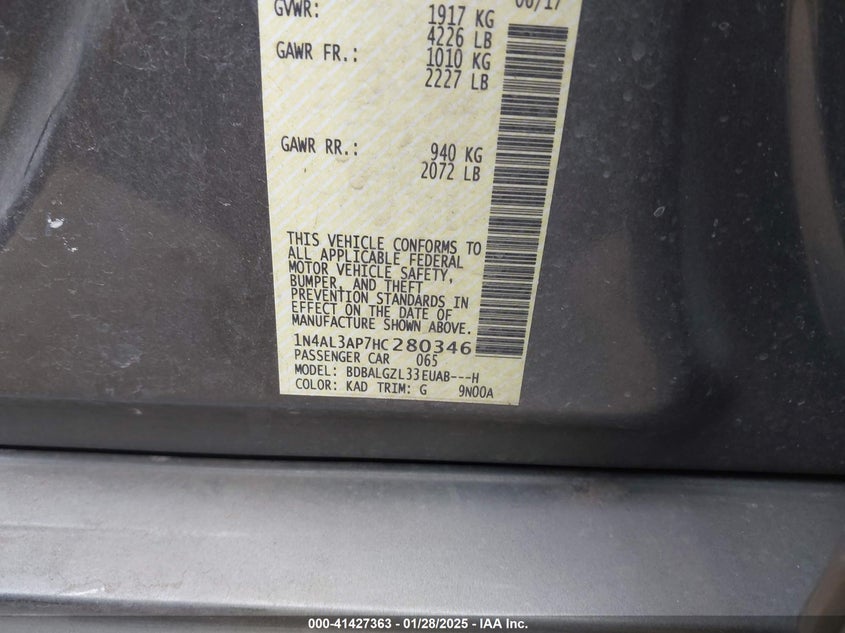 GVWR: 1917 KG
4226 LB
GAWR FR.: 1010 KG
2227 LB
GAWR RR.: 940 KG
2072 LB
THIS VEHICLE CONFORMS TO
ALL APPLICABLE FEDERAL
MOTOR VEHICLE SAFETY,
BUMPER, AND THEFT
PREVENTION STANDARDS IN
EFFECT ON THE DATE OF
MANUFACTURE SHOWN ABOVE.
1N4AL3AP7HC280346
PASSENGER CAR 065
MODEL: BDBALGZL33EUAB---H
COLOR: KAD TRIM: G 9N00A
000-41427363 — 01/28/2025 — IAA Inc.